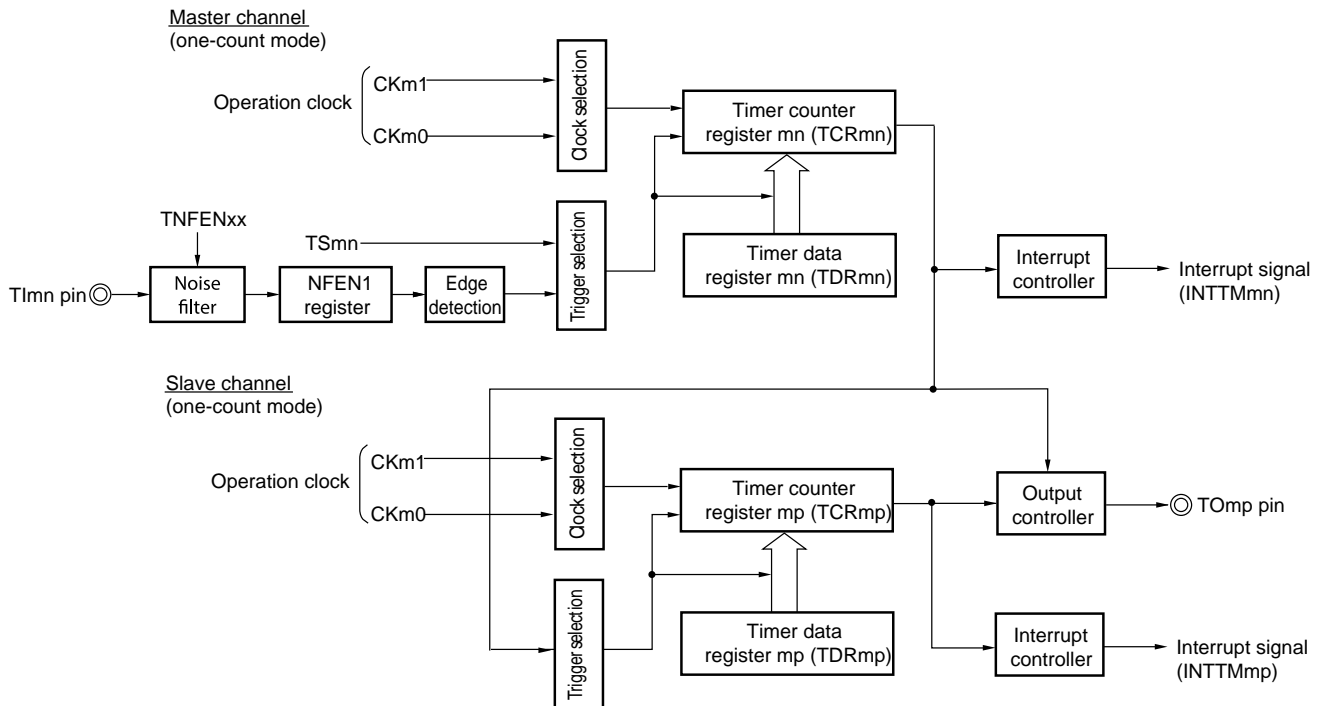 Master channel
(one-count mode)
Operation clock
CKm1
CKm0
Clock selection
Timer counter
register mn (TCRmn)
TNFENxx
TSmn
TImn pin
Noise
filter
NFEN1
register
Edge
detection
Trigger selection
Timer data
register mn (TDRmn)
Interrupt
controller
Interrupt signal
(INTTMmn)
Slave channel
(one-count mode)
Operation clock
CKm1
CKm0
Clock selection
Timer counter
register mp (TCRmp)
Output
controller
TOmp pin
Trigger selection
Timer data
register mp (TDRmp)
Interrupt
controller
Interrupt signal
(INTTMmp)